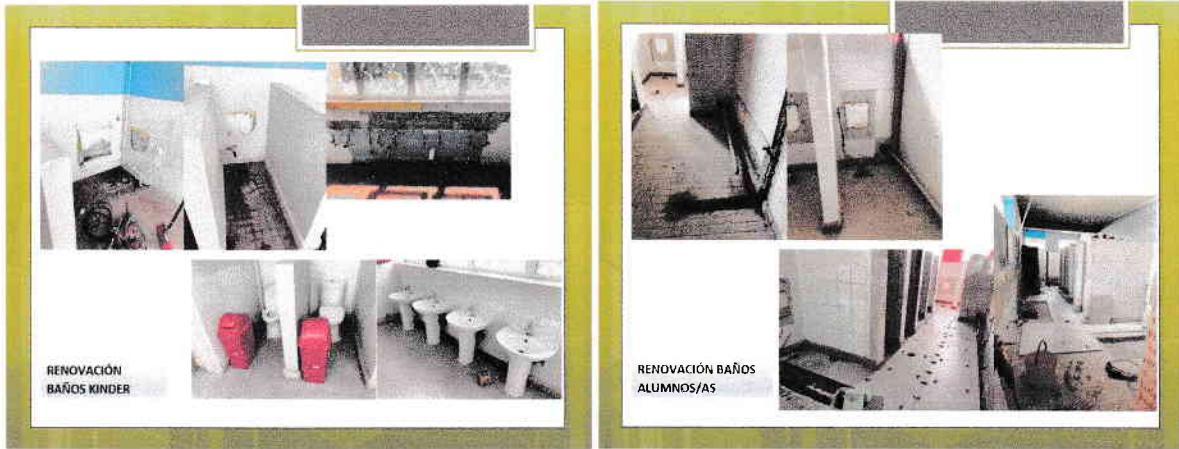 RENOVACIÓN
BAÑOS KINDER
RENOVACIÓN BAÑOS
ALUMNOS/AS